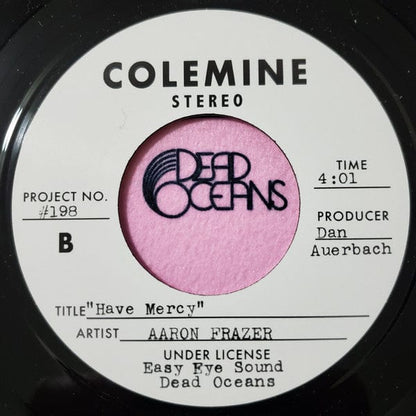 COLEMINE
STEREO
DEAD
OCEANS
TIME
4:01
PROJECT NO.
#198
PRODUCER
Dan
Auerbach
B
TITLE "Have Mercy"
ARTIST AARON FRAZER
UNDER LICENSE
Easy Eye Sound
Dead Oceans